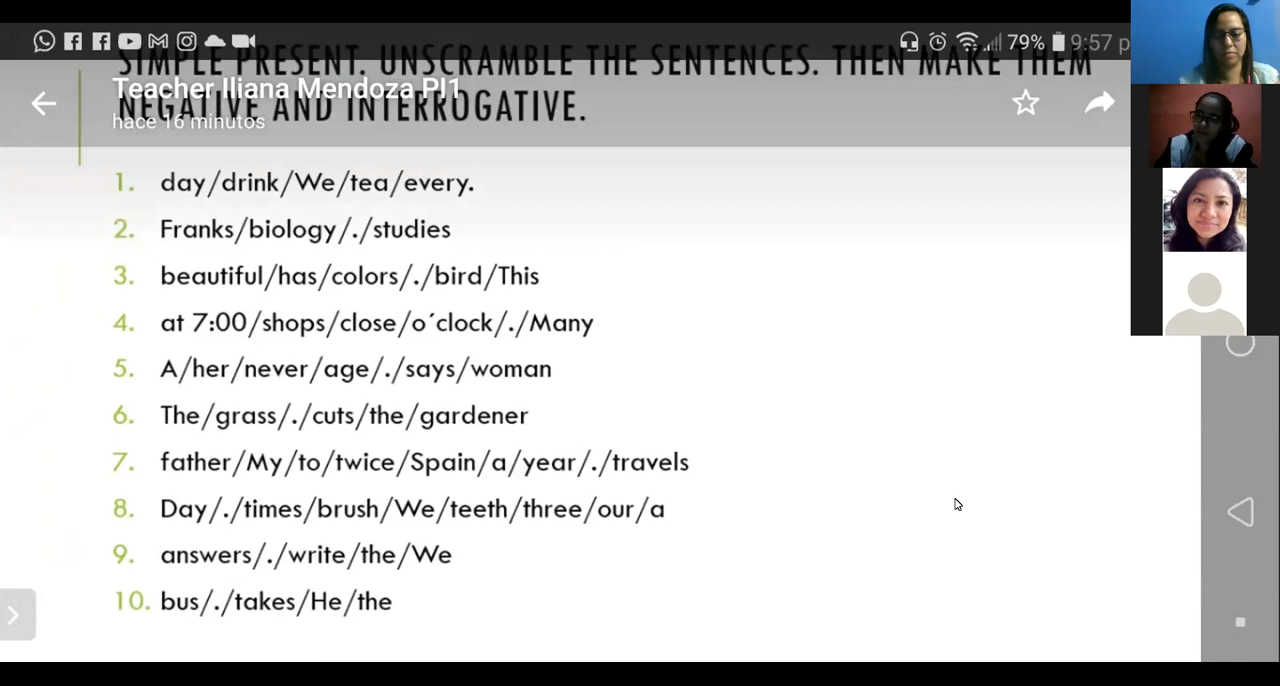 79% 9:57 p
SIMPLE PRESENT. UNSCRAMBLE THE SENTENCES. THEN MAKE THEM
Teacher Iliana Mendoza PI1
NEGATIVE AND INTERROGATIVE.
hace 16 minutos
1. day/drink/We/tea/every.
2. Franks/biology/./studies
3. beautiful/has/colors/./bird/This
4. at 7:00/shops/close/o´clock/./Many
5. A/her/never/age/./says/woman
6. The/grass/./cuts/the/gardener
7. father/My/to/twice/Spain/a/year/./travels
8. Day/./times/brush/We/teeth/three/our/a
9. answers/./write/the/We
10. bus/./takes/He/the